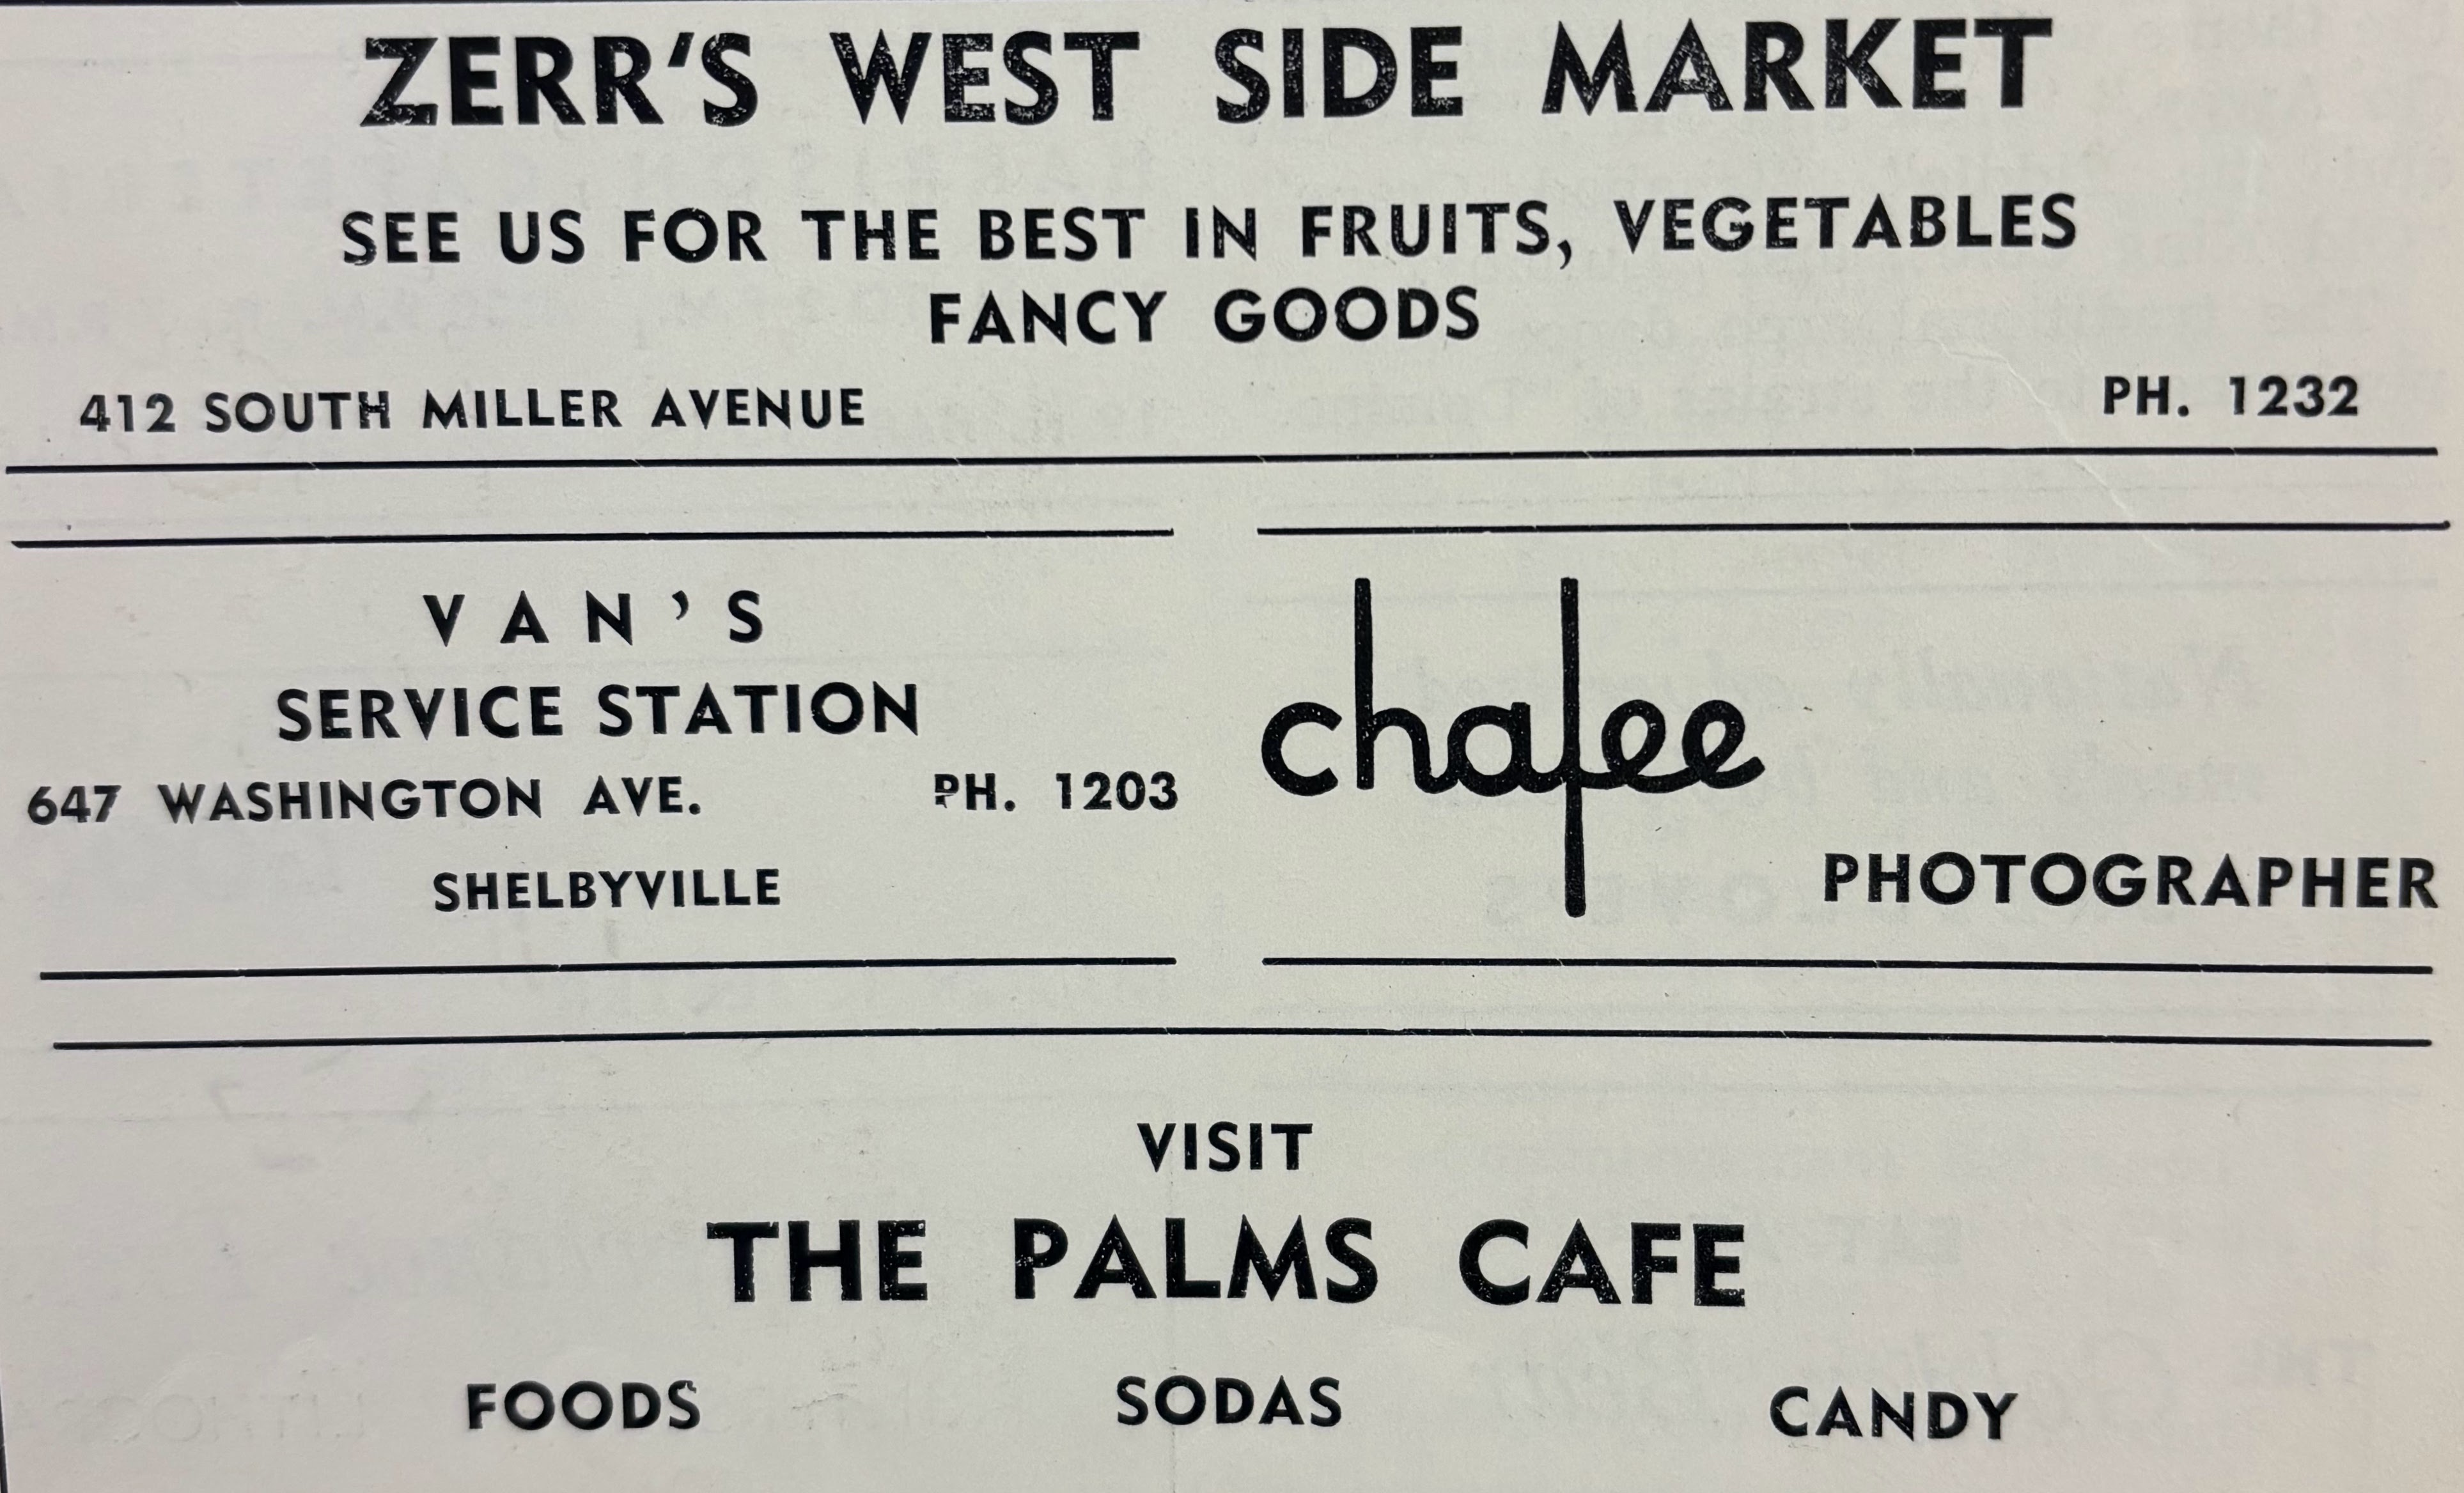 ZERR'S WEST SIDE MARKET
SEE US FOR THE BEST IN FRUITS, VEGETABLES
FANCY GOODS
412 SOUTH MILLER AVENUE PH. 1232
VAN'S
SERVICE STATION
647 WASHINGTON AVE. PH. 1203
SHELBYVILLE
chafee
PHOTOGRAPHER
VISIT
THE PALMS CAFE
FOODS SODAS CANDY